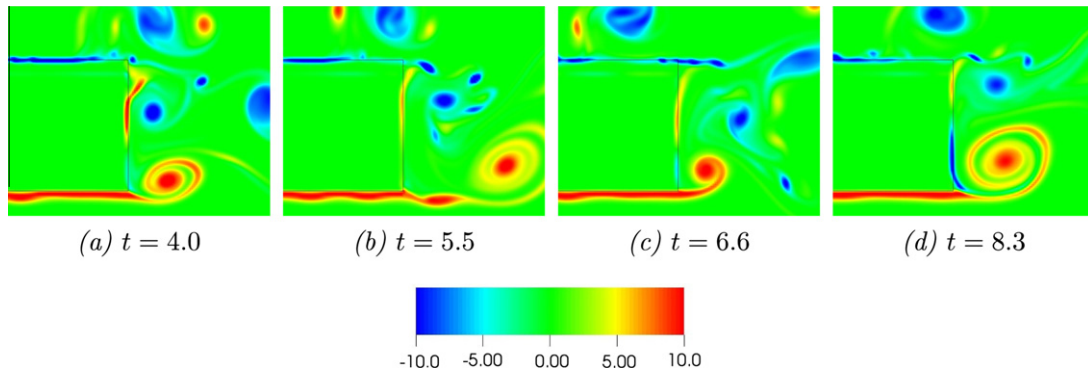 (a) t = 4.0 (b) t = 5.5 (c) t = 6.6 (d) t = 8.3
-10.0 -5.00 0.00 5.00 10.0